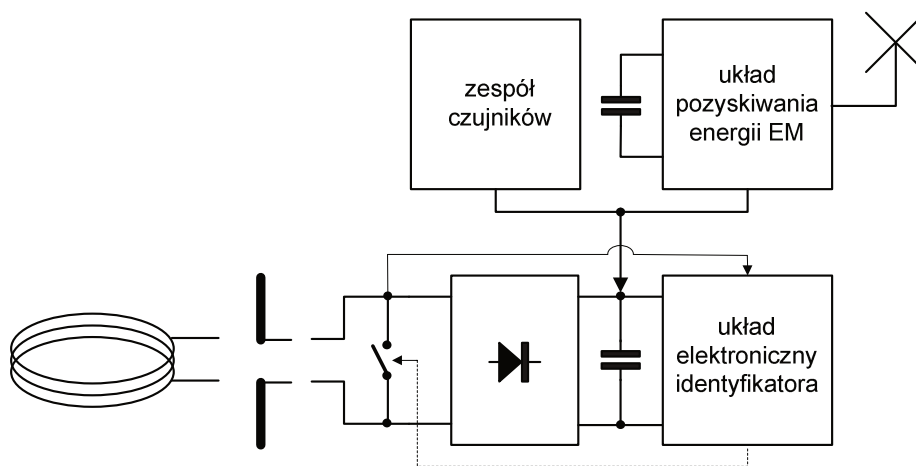 zespół
czujników
układ
pozyskiwania
energii EM
układ
elektroniczny
identyfikatora